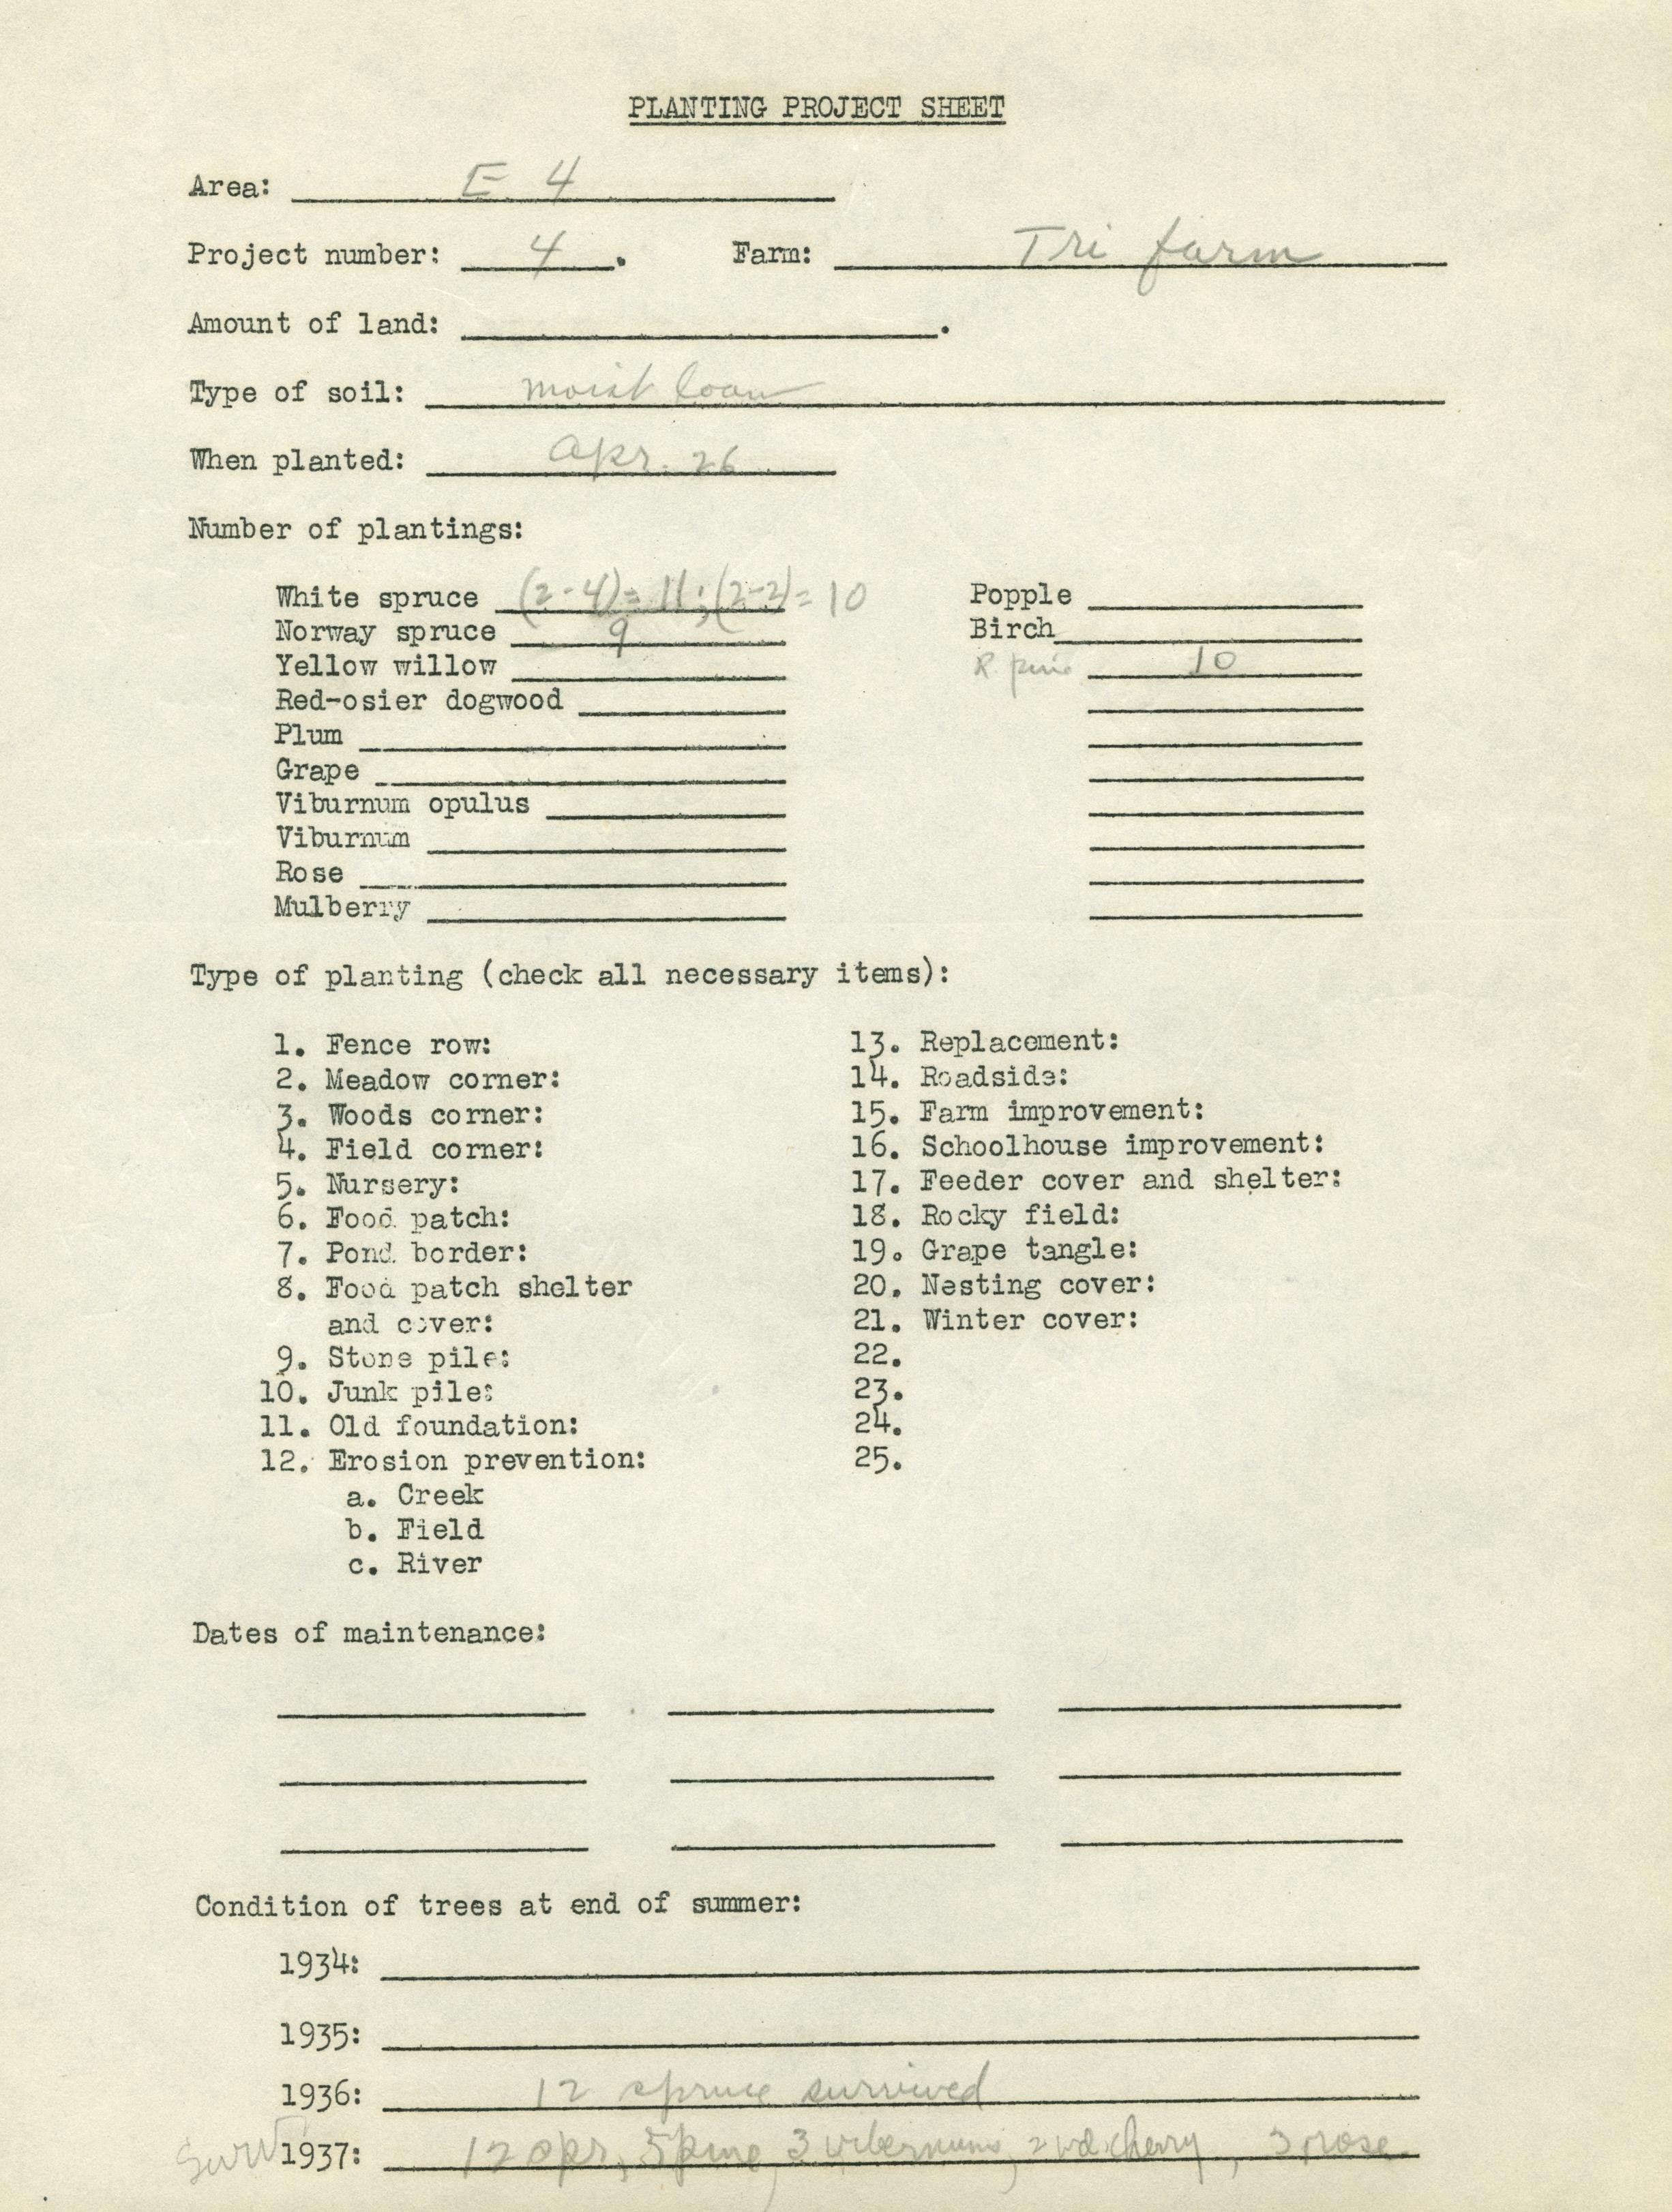 PLANTING PROJECT SHEET
Area: E 4
Project number: 4 . Farm: Tri farm
Amount of land: .
Type of soil: moist loam
When planted: Apr. 26
Number of plantings:
White spruce (2-4)= 11; (2-2)= 10
Norway spruce 9
Yellow willow
Red-osier dogwood
Plum
Grape
Viburnum opulus
Viburnum
Rose
Mulberry
Popple
Birch
R. pine 10
Type of planting (check all necessary items):
1. Fence row:
2. Meadow corner:
3. Woods corner:
4. Field corner:
5. Nursery:
6. Food patch:
7. Pond border:
8. Food patch shelter
and cover:
9. Stone pile:
10. Junk pile:
11. Old foundation:
12. Erosion prevention:
a. Creek
b. Field
c. River
13. Replacement:
14. Roadside:
15. Farm improvement:
16. Schoolhouse improvement:
17. Feeder cover and shelter:
18. Rocky field:
19. Grape tangle:
20. Nesting cover:
21. Winter cover:
22.
23.
24.
25.
Dates of maintenance:
Condition of trees at end of summer:
1934:
1935:
1936: 12 spruce survived
Surv 1937: 12 spr, 5 pine, 3 viburnums, 2 wd. cherry, rose